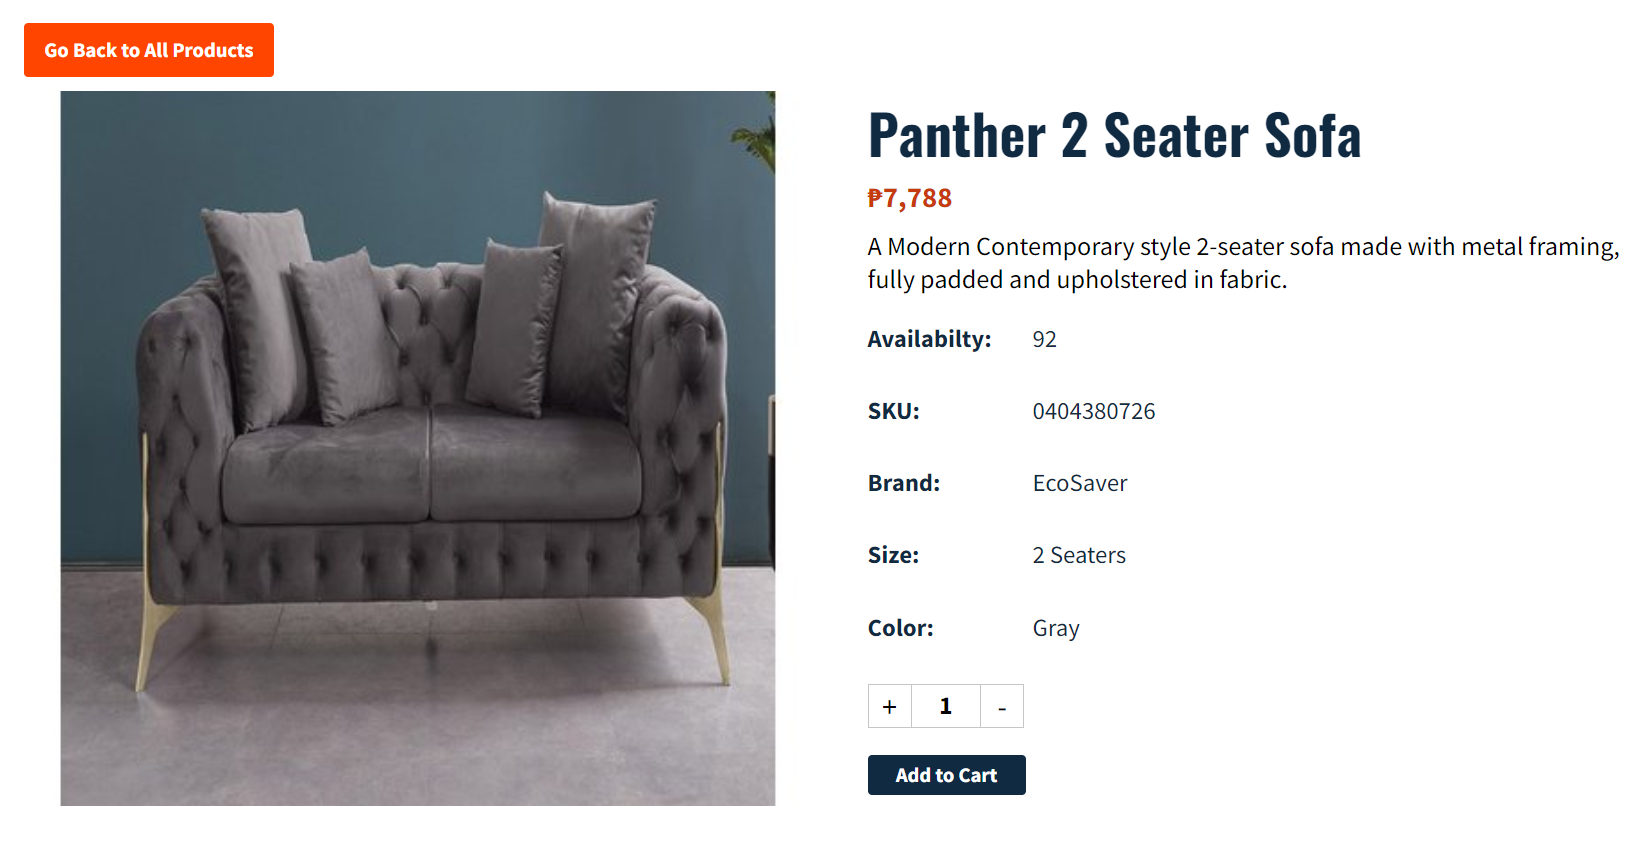 Go Back to All Products
Panther 2 Seater Sofa
₱7,788
A Modern Contemporary style 2-seater sofa made with metal framing,
fully padded and upholstered in fabric.
Availabilty: 92
SKU: 0404380726
Brand: EcoSaver
Size: 2 Seaters
Color: Gray
+ 1 -
Add to Cart